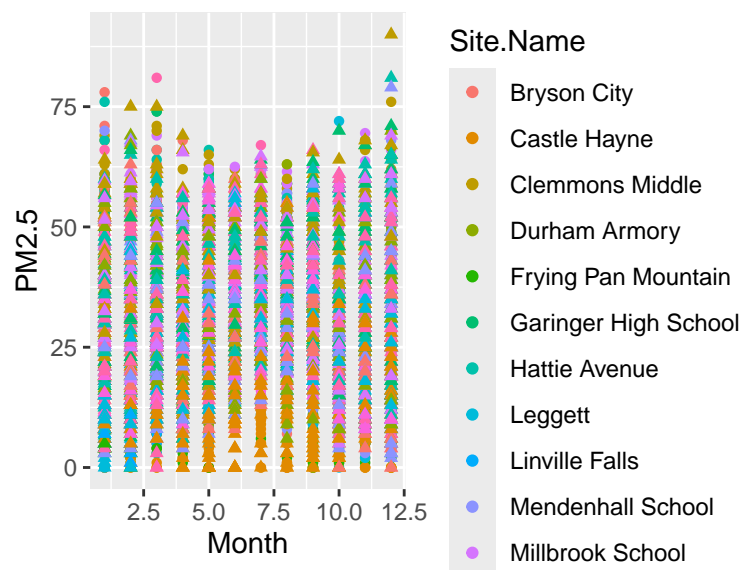 Site.Name
Bryson City
Castle Hayne
Clemmons Middle
Durham Armory
Frying Pan Mountain
Garinger High School
Hattie Avenue
Leggett
Linville Falls
Mendenhall School
Millbrook School
PM2.5
75
50
25
0
2.5 5.0 7.5 10.0 12.5
Month